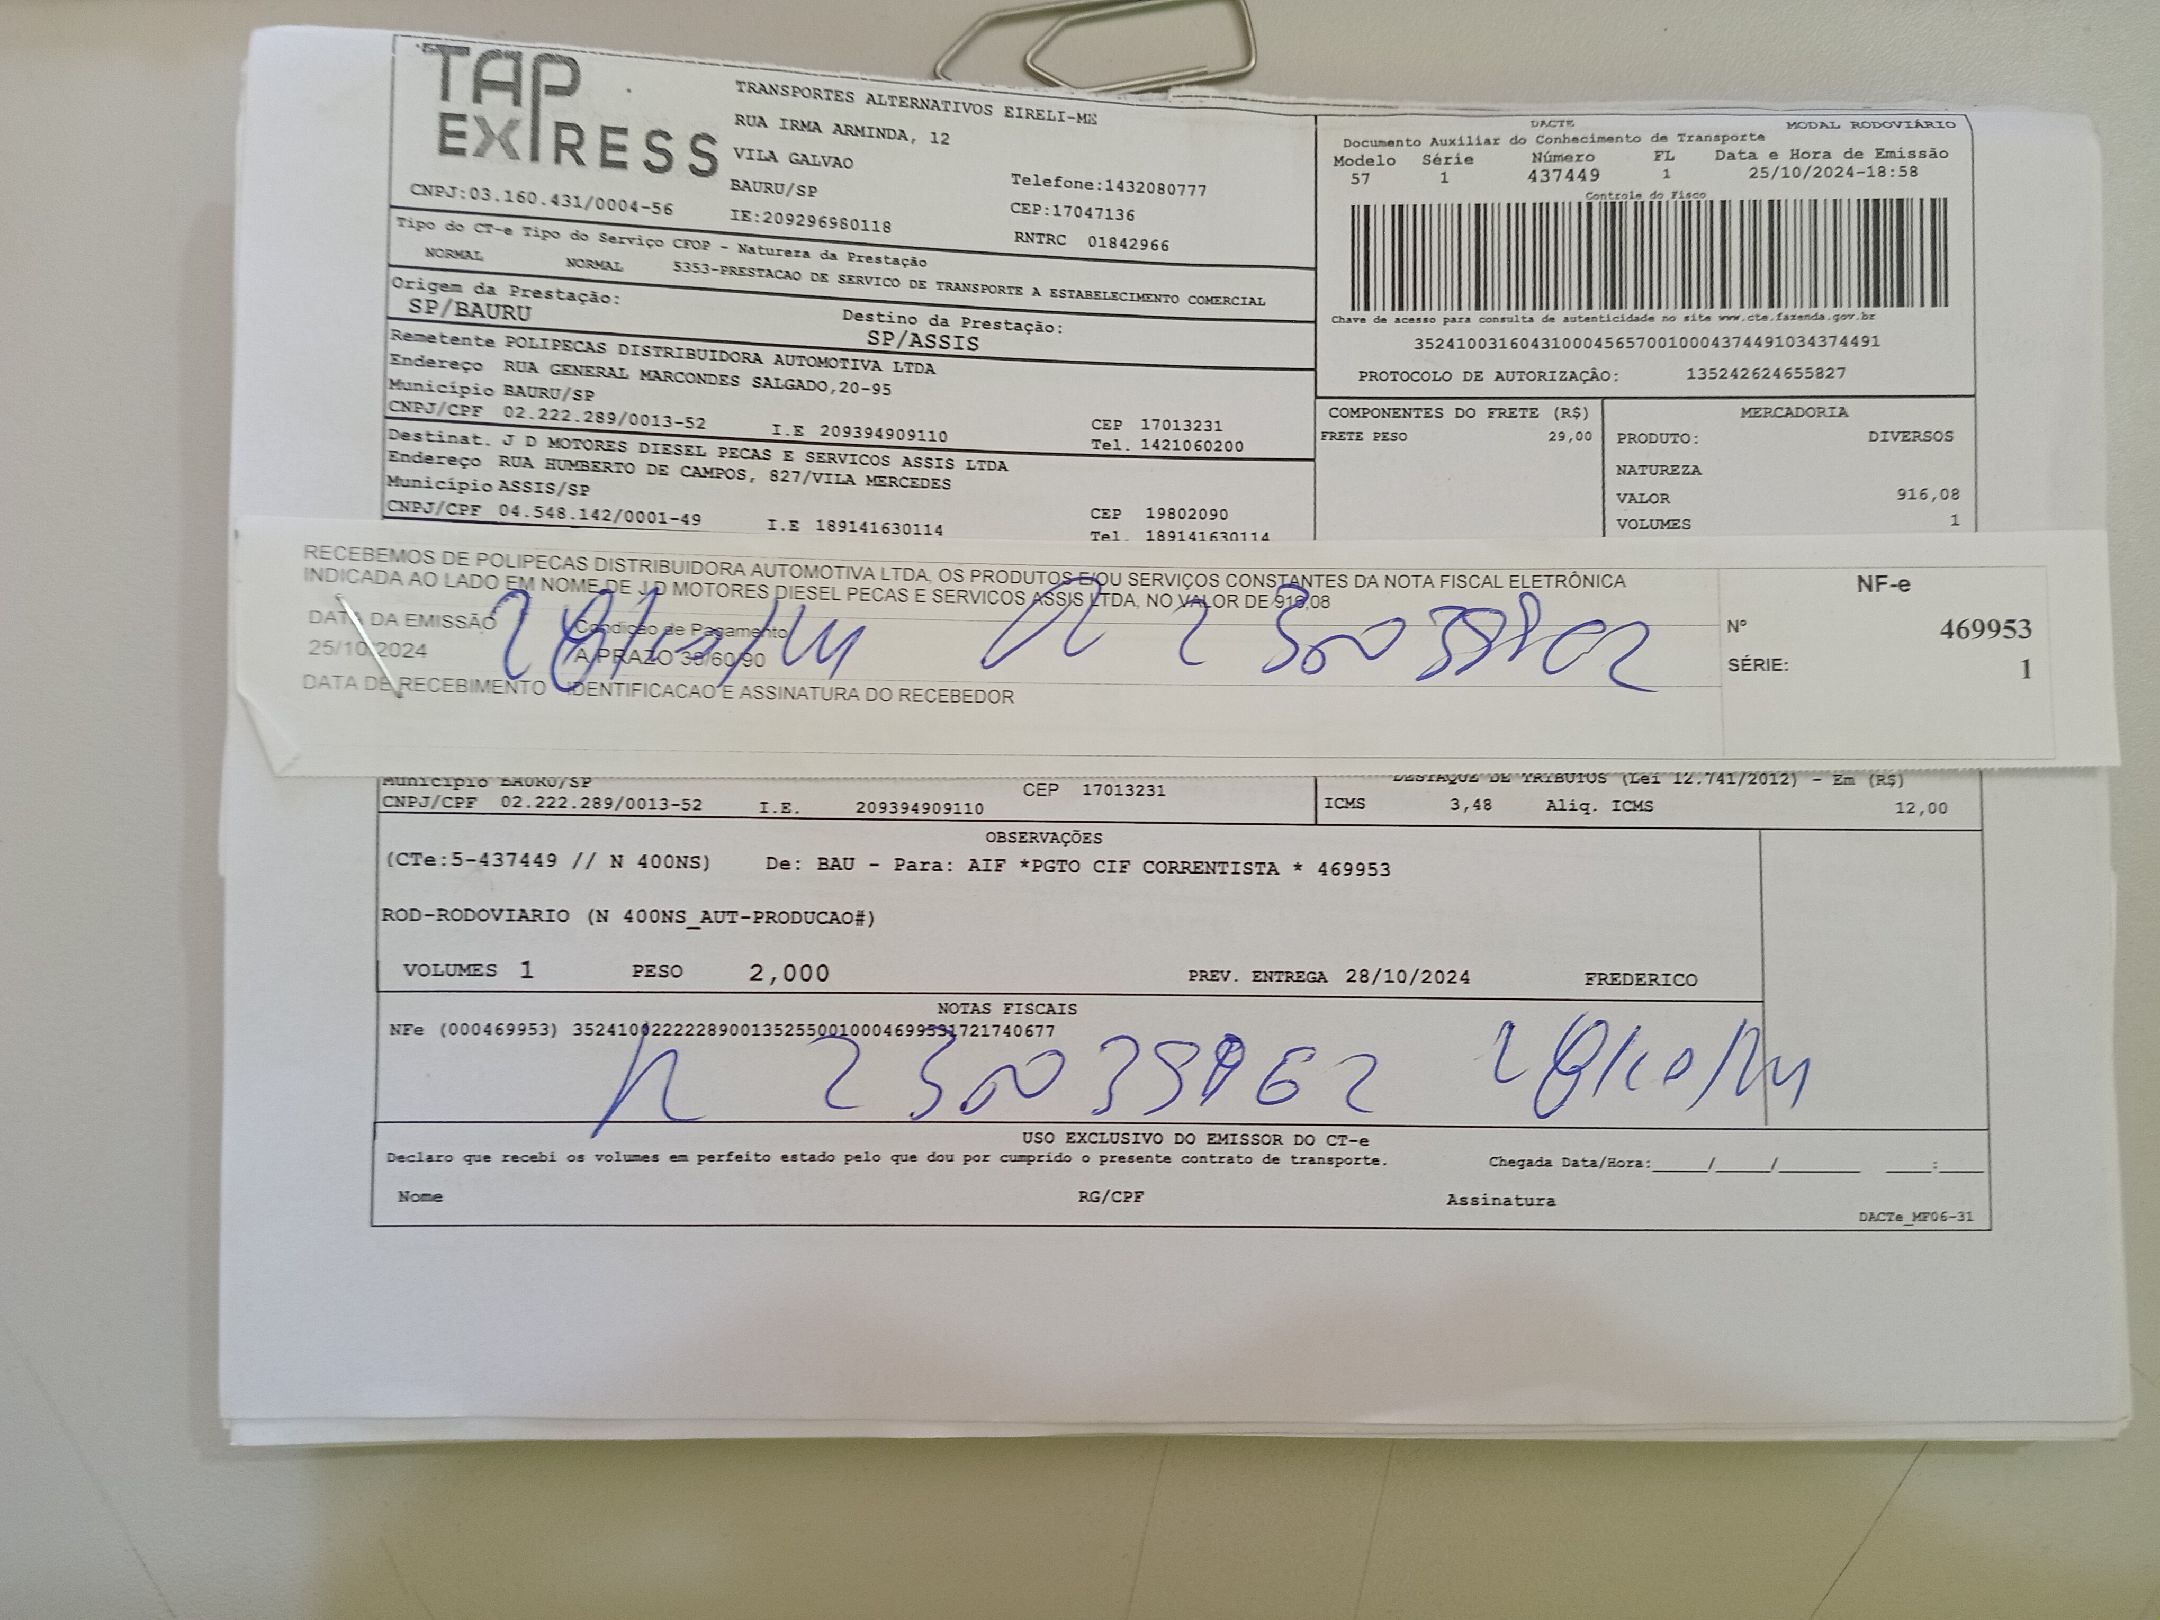 TAP
EXPRESS
CNPJ:03.160.431/0004-56
TRANSPORTES ALTERNATIVOS EIRELI-ME
RUA IRMA ARMINDA, 12
VILA GALVAO
BAURU/SP
IE:209296980118
Telefone:1432080777
CEP:17047136
RNTRC 01842966
DACTE MODAL RODOVIÁRIO
Documento Auxiliar do Conhecimento de Transporte
Modelo Série Número FL Data e Hora de Emissão
57 1 437449 1 25/10/2024-18:58
Controle do Fisco
Chave de acesso para consulta de autenticidade no site www.cte.fazenda.gov.br
35241003160431000456570010004374491034374491
PROTOCOLO DE AUTORIZAÇÃO: 135242624655827
Tipo do CT-e Tipo do Serviço CFOP - Natureza da Prestação
NORMAL NORMAL 5353-PRESTACAO DE SERVICO DE TRANSPORTE A ESTABELECIMENTO COMERCIAL
Origem da Prestação:
SP/BAURU
Destino da Prestação:
SP/ASSIS
Remetente POLIPECAS DISTRIBUIDORA AUTOMOTIVA LTDA
Endereço RUA GENERAL MARCONDES SALGADO,20-95
Município BAURU/SP CEP 17013231
CNPJ/CPF 02.222.289/0013-52 I.E 209394909110 Tel. 1421060200
Destinat. J D MOTORES DIESEL PECAS E SERVICOS ASSIS LTDA
Endereço RUA HUMBERTO DE CAMPOS, 827/VILA MERCEDES
Município ASSIS/SP CEP 19802090
CNPJ/CPF 04.548.142/0001-49 I.E 189141630114 Tel. 189141630114
COMPONENTES DO FRETE (R$)
FRETE PESO 29,00
MERCADORIA
PRODUTO: DIVERSOS
NATUREZA
VALOR 916,08
VOLUMES 1
RECEBEMOS DE POLIPECAS DISTRIBUIDORA AUTOMOTIVA LTDA, OS PRODUTOS E/OU SERVIÇOS CONSTANTES DA NOTA FISCAL ELETRÔNICA
INDICADA AO LADO EM NOME DE J D MOTORES DIESEL PECAS E SERVICOS ASSIS LTDA, NO VALOR DE 916,08
DATA DA EMISSÃO Condição de Pagamento
25/10/2024 A PRAZO 30/60/90
28/10/24
DATA DE RECEBIMENTO IDENTIFICACAO E ASSINATURA DO RECEBEDOR
NF-e
Nº 469953
SÉRIE: 1
Município BAURU/SP CEP 17013231
CNPJ/CPF 02.222.289/0013-52 I.E. 209394909110
DESTAQUE DE TRIBUTOS (Lei 12.741/2012) - Em (R$)
ICMS 3,48 Aliq. ICMS 12,00
OBSERVAÇÕES
(CTe:5-437449 // N 400NS) De: BAU - Para: AIF *PGTO CIF CORRENTISTA * 469953
ROD-RODOVIARIO (N 400NS_AUT-PRODUCAO#)
VOLUMES 1 PESO 2,000 PREV. ENTREGA 28/10/2024 FREDERICO
NOTAS FISCAIS
NFe (000469953)
28/10/24
USO EXCLUSIVO DO EMISSOR DO CT-e
Declaro que recebi os volumes em perfeito estado pelo que dou por cumprido o presente contrato de transporte. Chegada Data/Hora:____/____/______ ____:____
Nome RG/CPF Assinatura
DACTe_MF06-31